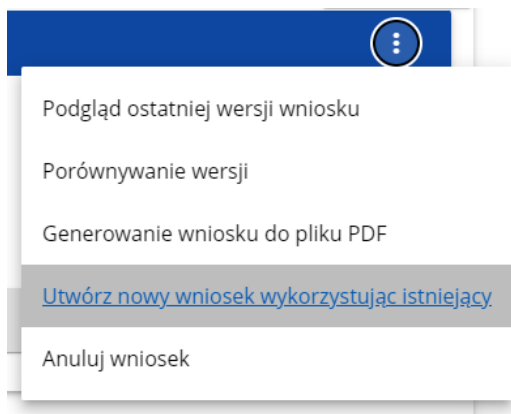 Podgląd ostatniej wersji wniosku
Porównywanie wersji
Generowanie wniosku do pliku PDF
Utwórz nowy wniosek wykorzystując istniejący
Anuluj wniosek